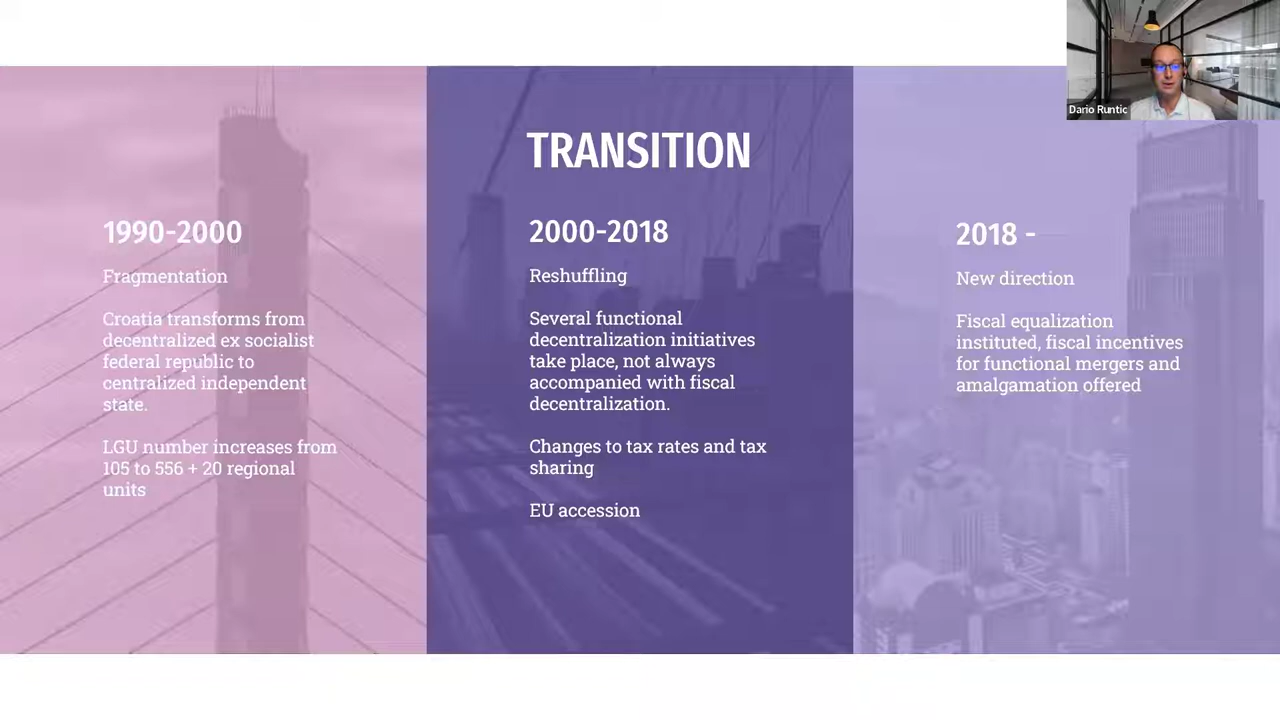 Dario Runtic
TRANSITION
1990-2000
Fragmentation
Croatia transforms from
decentralized ex socialist
federal republic to
centralized independent
state.
LGU number increases from
105 to 556 + 20 regional
units
2000-2018
Reshuffling
Several functional
decentralization initiatives
take place, not always
accompanied with fiscal
decentralization.
Changes to tax rates and tax
sharing
EU accession
2018 -
New direction
Fiscal equalization
instituted, fiscal incentives
for functional mergers and
amalgamation offered